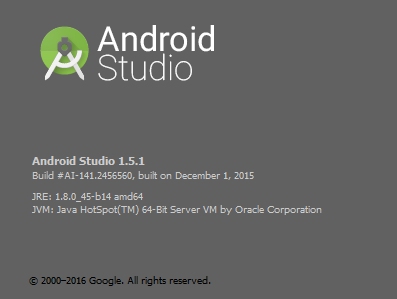 Android
Studio
Android Studio 1.5.1
Build #AI-141.2456560, built on December 1, 2015
JRE: 1.8.0_45-b14 amd64
JVM: Java HotSpot(TM) 64-Bit Server VM by Oracle Corporation
© 2000–2016 Google. All rights reserved.